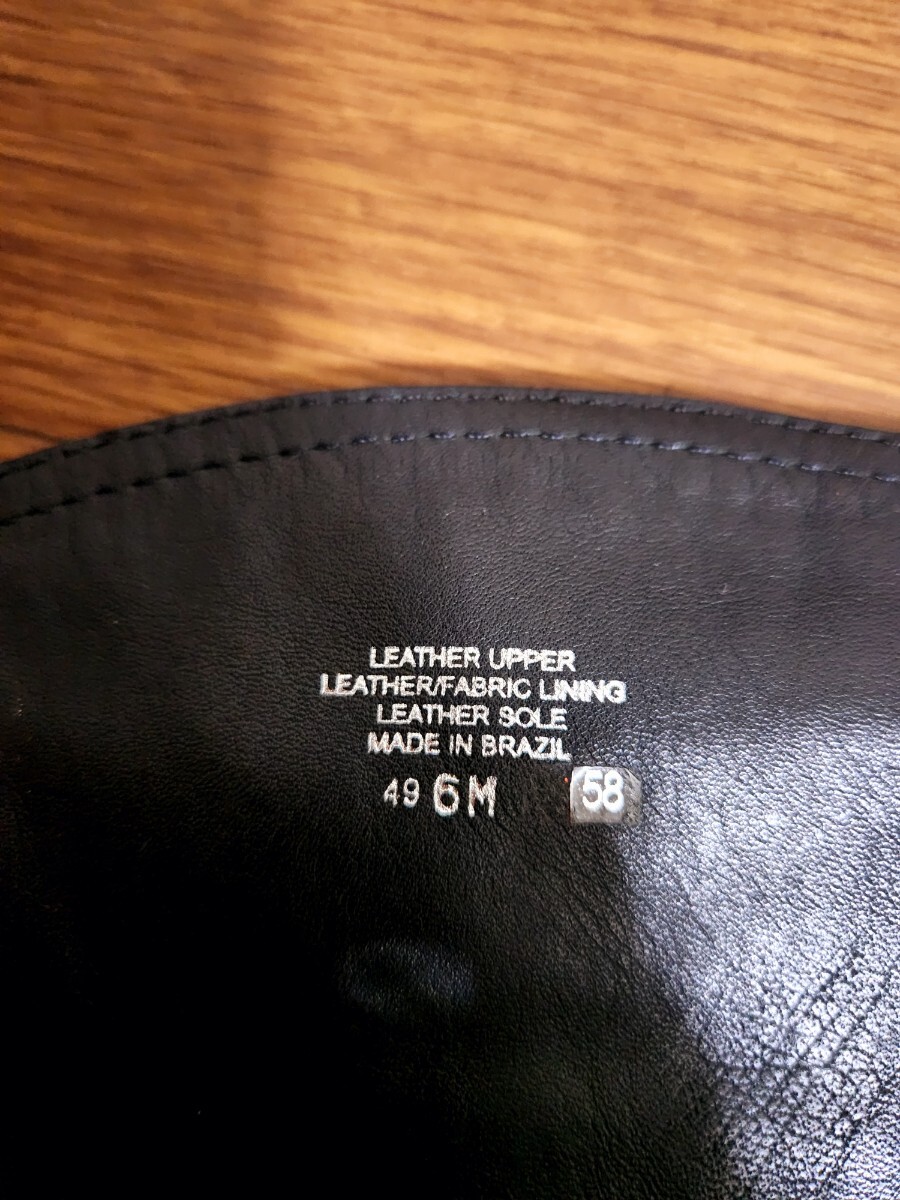 LEATHER UPPER
LEATHER/FABRIC LINING
LEATHER SOLE
MADE IN BRAZIL
49 6M 58